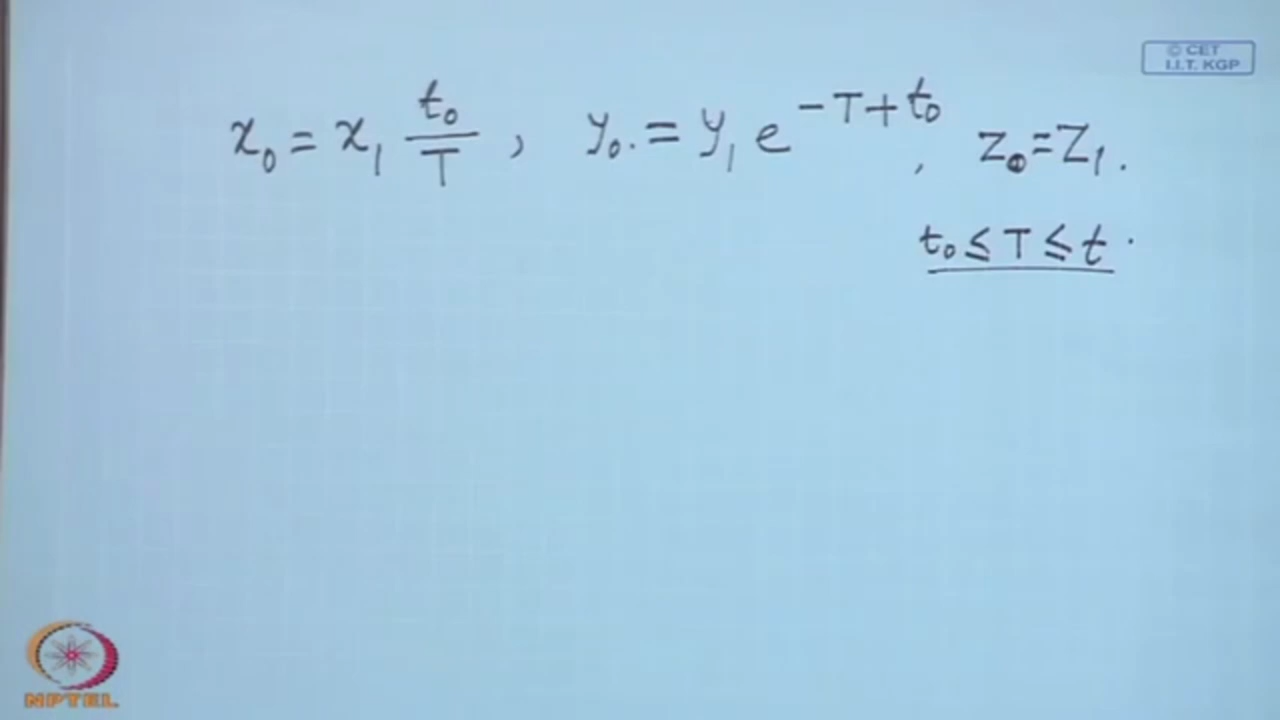 © CET
I.I.T. KGP
x₀ = x₁ t₀/T , y₀. = y₁ e^(-T+t₀) , z₀ = z₁.
t₀ ≤ T ≤ t .
NPTEL